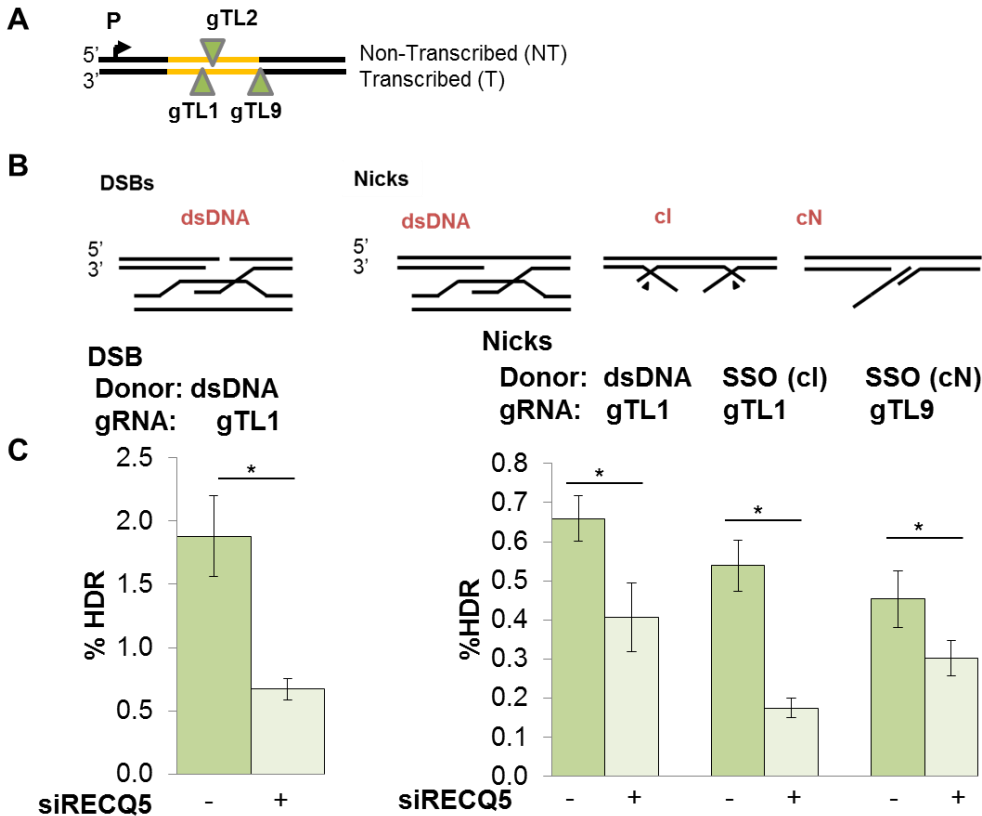 A
P
gTL2
5’
3’
Non-Transcribed (NT)
Transcribed (T)
gTL1
gTL9
B
DSBs
Nicks
dsDNA
dsDNA
cI
cN
5’
3’
5’
3’
DSB
Donor: dsDNA
gRNA: gTL1
Nicks
Donor: dsDNA SSO (cI) SSO (cN)
gRNA: gTL1 gTL1 gTL9
C
% HDR
2.5
2.0
1.5
1.0
0.5
0.0
*
siRECQ5 - +
%HDR
0.8
0.7
0.6
0.5
0.4
0.3
0.2
0.1
0.0
*
*
*
siRECQ5 - + - + - +